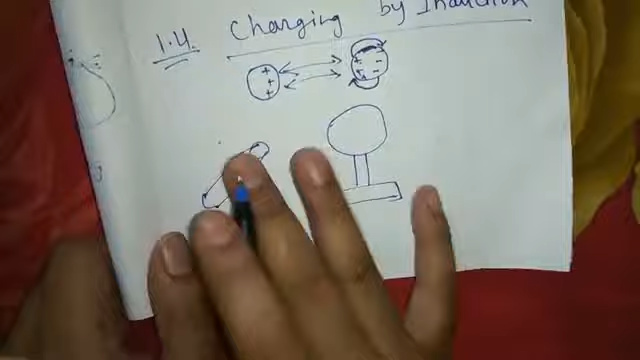 1.4. Charging by Induction
+ + + + + + - -